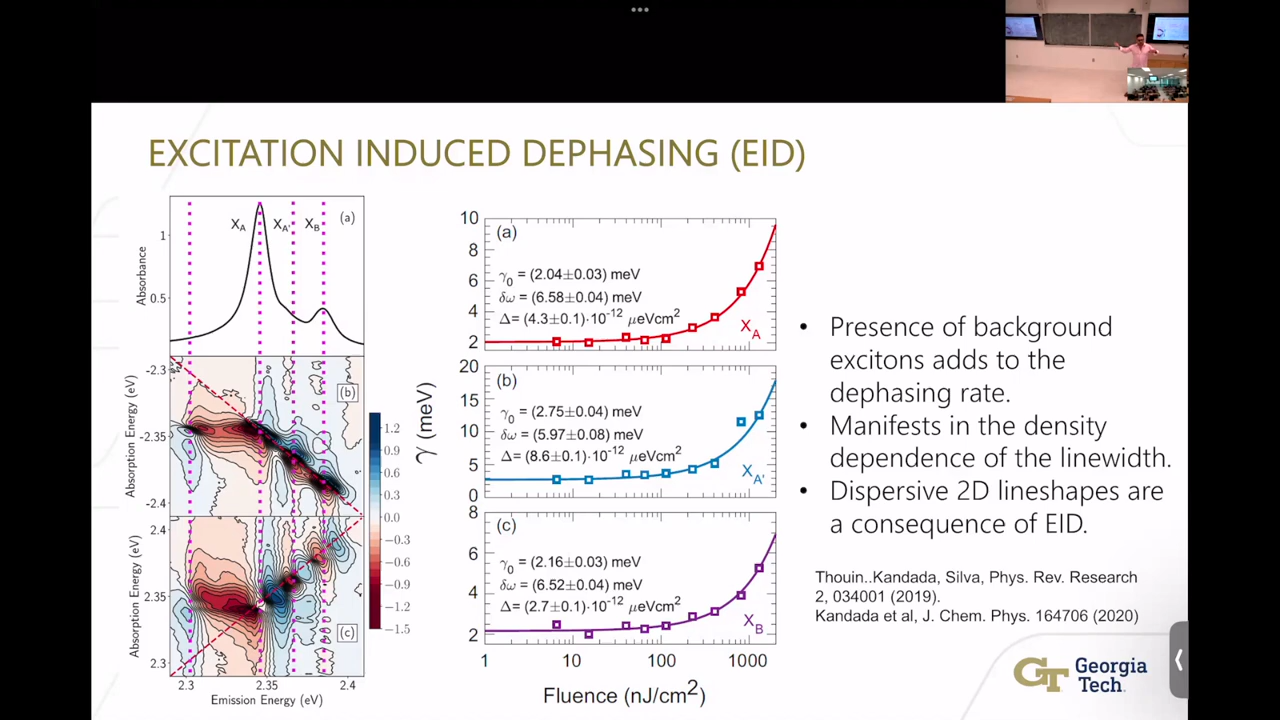 EXCITATION INDUCED DEPHASING (EID)
(a)
X_A X_A' X_B
Absorbance
1
0.5
(b)
Absorption Energy (eV)
-2.3
-2.35
-2.4
(c)
Absorption Energy (eV)
2.4
2.35
2.3
2.3 2.35 2.4
Emission Energy (eV)
1.2
0.9
0.6
0.3
0.0
−0.3
−0.6
−0.9
−1.2
−1.5
γ (meV)
10
8
6
4
2
(a)
γ₀ = (2.04±0.03) meV
δω = (6.58±0.04) meV
Δ= (4.3±0.1)·10⁻¹² μeVcm²
X_A
20
15
10
5
0
(b)
γ₀ = (2.75±0.04) meV
δω = (5.97±0.08) meV
Δ= (8.6±0.1)·10⁻¹² μeVcm²
X_A'
8
6
4
2
(c)
γ₀ = (2.16±0.03) meV
δω = (6.52±0.04) meV
Δ= (2.7±0.1)·10⁻¹² μeVcm²
X_B
1 10 100 1000
Fluence (nJ/cm²)
• Presence of background
excitons adds to the
dephasing rate.
• Manifests in the density
dependence of the linewidth.
• Dispersive 2D lineshapes are
a consequence of EID.
Thouin..Kandada, Silva, Phys. Rev. Research
2, 034001 (2019).
Kandada et al, J. Chem. Phys. 164706 (2020)
GT Georgia
Tech